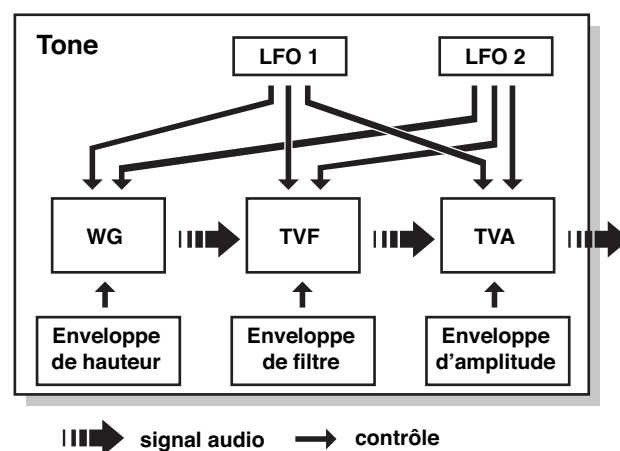 Tone
LFO 1
LFO 2
WG
TVF
TVA
Enveloppe
de hauteur
Enveloppe
de filtre
Enveloppe
d'amplitude
signal audio
contrôle